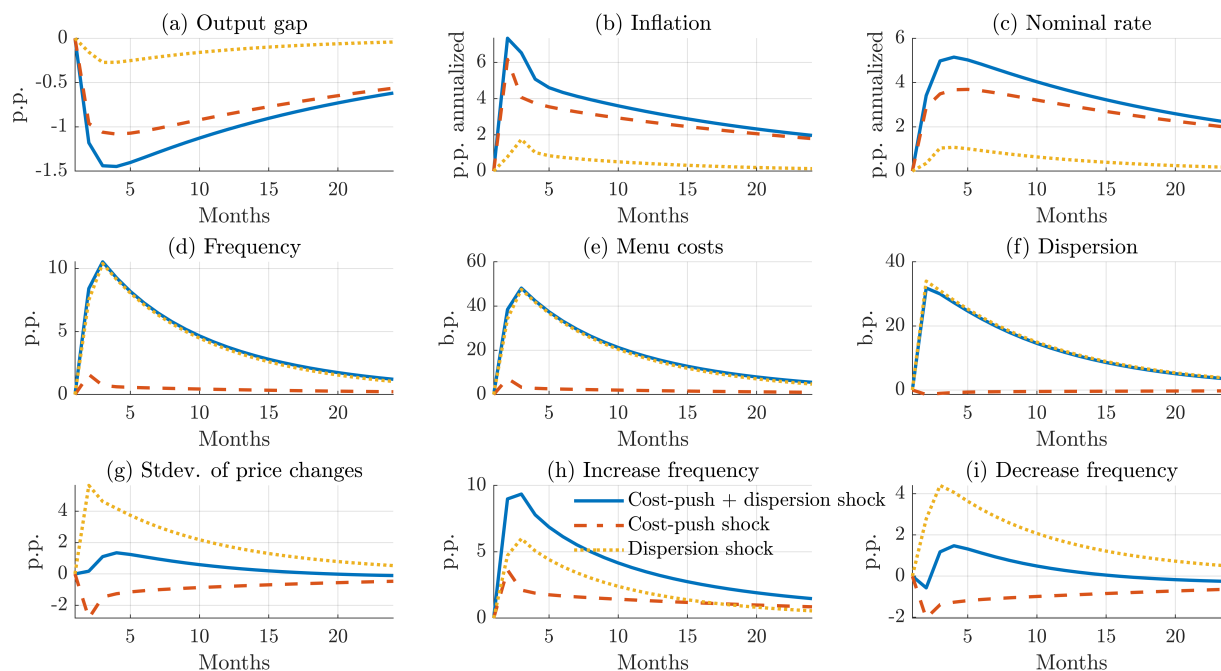 (a) Output gap
p.p.
0
-0.5
-1
-1.5
5
10
15
20
Months
(b) Inflation
p.p. annualized
6
4
2
0
5
10
15
20
Months
(c) Nominal rate
p.p. annualized
6
4
2
0
5
10
15
20
Months
(d) Frequency
p.p.
10
5
0
5
10
15
20
Months
(e) Menu costs
b.p.
60
40
20
0
5
10
15
20
Months
(f) Dispersion
b.p.
40
20
0
5
10
15
20
Months
(g) Stdev. of price changes
p.p.
4
2
0
-2
5
10
15
20
Months
(h) Increase frequency
p.p.
10
5
0
Cost-push + dispersion shock
Cost-push shock
Dispersion shock
5
10
15
20
Months
(i) Decrease frequency
p.p.
4
2
0
-2
5
10
15
20
Months